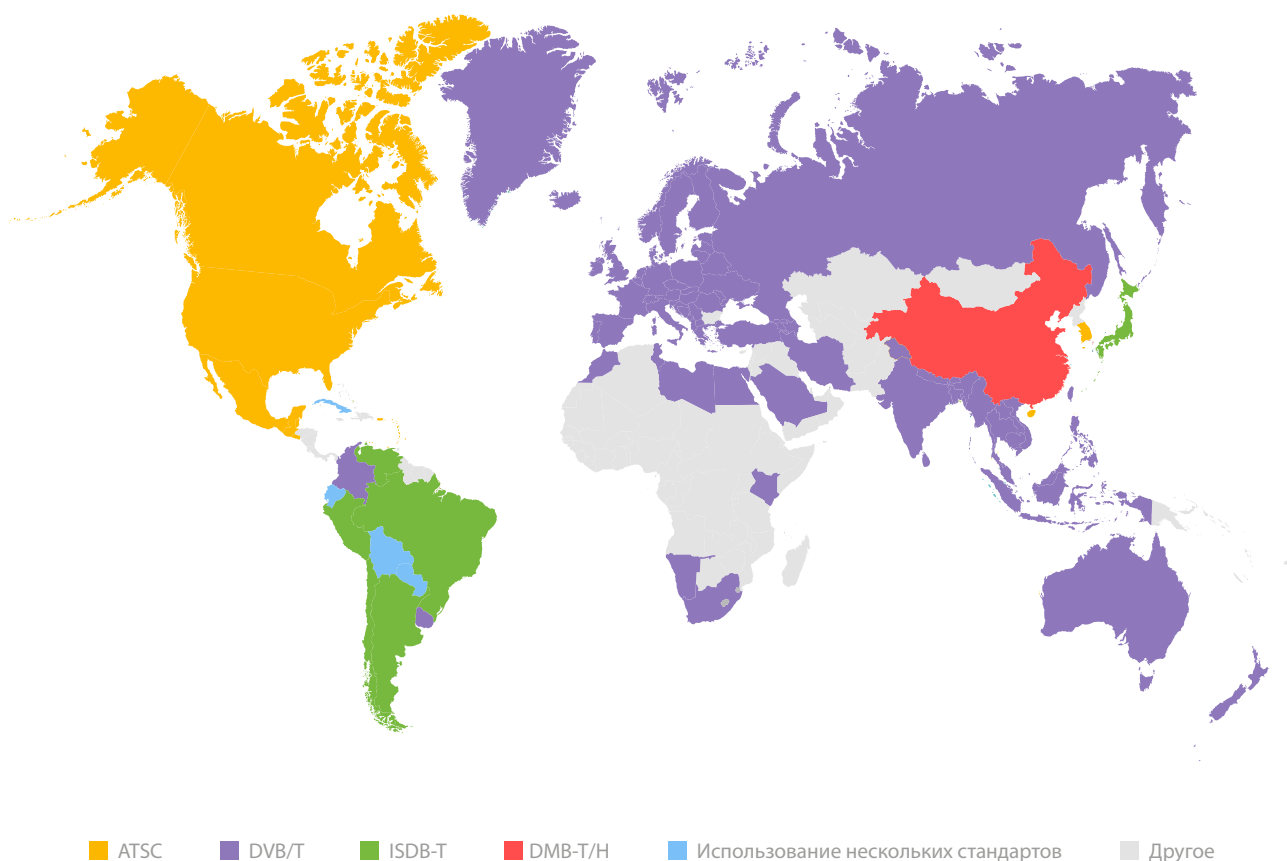 ATSC DVB/T ISDB-T DMB-T/H Использование нескольких стандартов Другое